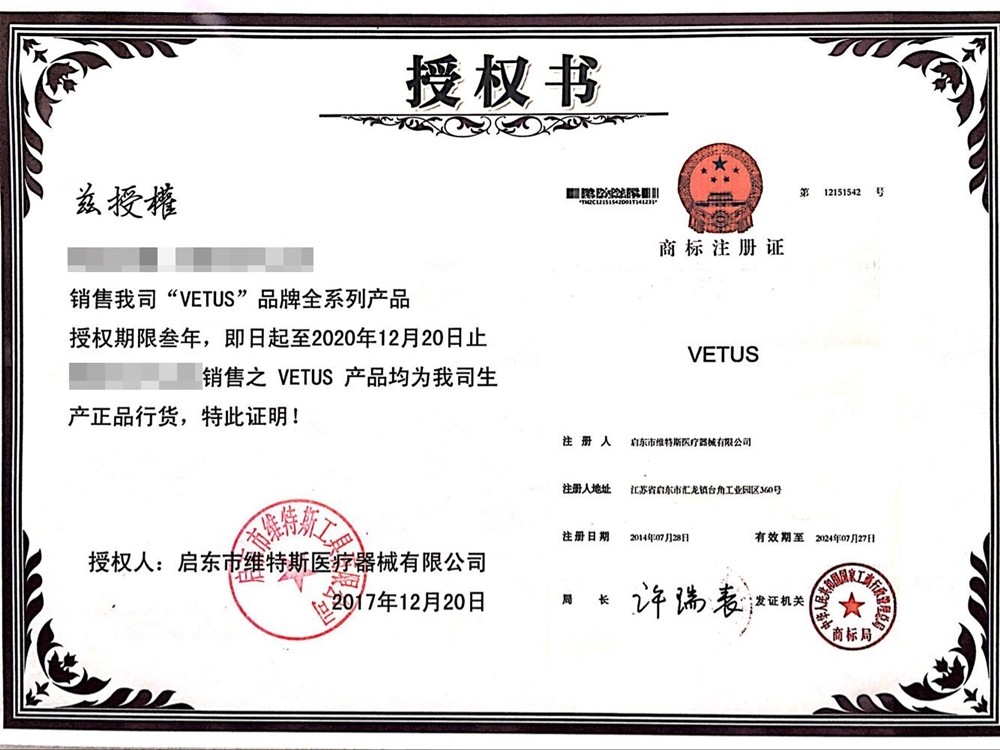 授权书
兹授權
销售我司“VETUS”品牌全系列产品
授权期限叁年，即日起至2020年12月20日止
销售之 VETUS 产品均为我司生
产正品行货，特此证明！
授权人：启东市维特斯医疗器械有限公司
2017年12月20日
启东市维特斯工具有限公司
*TMZC12151542D01T141231*
第 12151542 号
商标注册证
VETUS
注 册 人 启东市维特斯医疗器械有限公司
注册人地址 江苏省启东市汇龙镇台角工业园区360号
注册日期 2014年07月28日 有效期至 2024年07月27日
局 长 许瑞表 发证机关
中华人民共和国国家工商行政管理总局
商标局